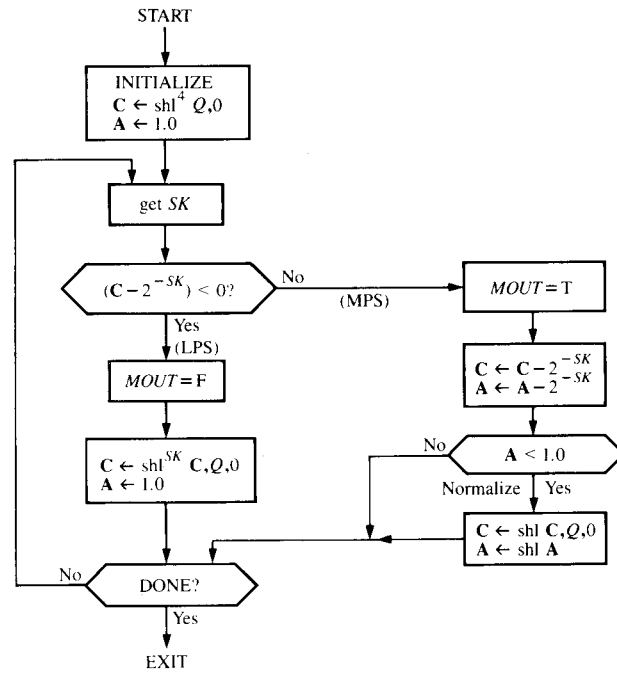 START
INITIALIZE
C ← shl⁴ Q,0
A ← 1.0
get SK
(C − 2^−SK) < 0?
No
(MPS)
MOUT = T
Yes
(LPS)
MOUT = F
C ← C − 2^−SK
A ← A − 2^−SK
No
A < 1.0
C ← shl^SK C,Q,0
A ← 1.0
Normalize
Yes
C ← shl C,Q,0
A ← shl A
No
DONE?
Yes
EXIT